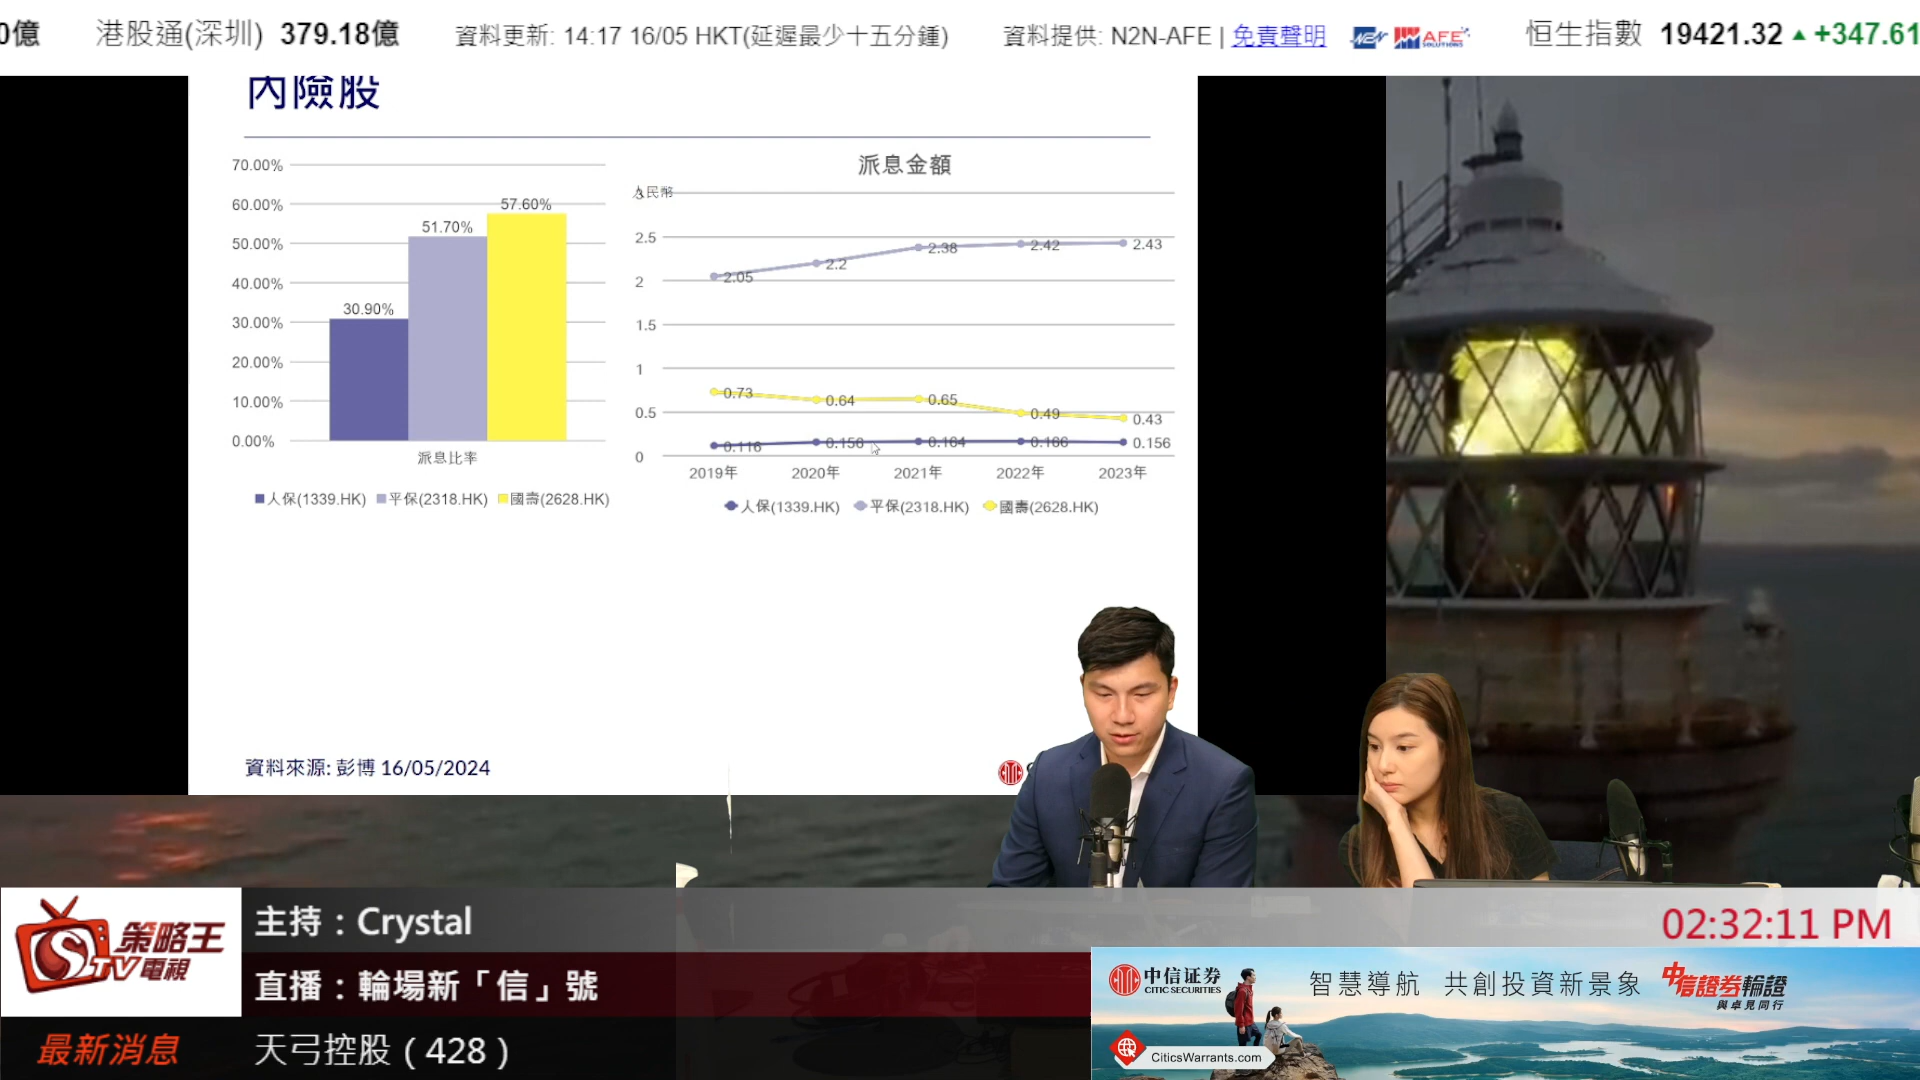 0億 港股通(深圳) 379.18億 資料更新: 14:17 16/05 HKT(延遲最少十五分鍾) 資料提供: N2N-AFE | 免責聲明 N2N AFE SOLUTIONS 恒生指數 19421.32 ▲ +347.61
內險股
70.00%
60.00%
50.00%
40.00%
30.00%
20.00%
10.00%
0.00%
30.90%
51.70%
57.60%
派息比率
■人保(1339.HK) ■平保(2318.HK) ■國壽(2628.HK)
派息金額
人民幣
3
2.5
2
1.5
1
0.5
0
2.05 2.2 2.38 2.42 2.43
0.73 0.64 0.65 0.49 0.43
0.116 0.156 0.164 0.166 0.156
2019年 2020年 2021年 2022年 2023年
人保(1339.HK) 平保(2318.HK) 國壽(2628.HK)
資料來源: 彭博 16/05/2024
策略王
STV電視
主持：Crystal
02:32:11 PM
直播：輪場新「信」號
最新消息
天弓控股 ( 428 )
中信证券
CITIC SECURITIES
智慧導航 共創投資新景象
中信證券輪證
與卓見同行
CiticsWarrants.com